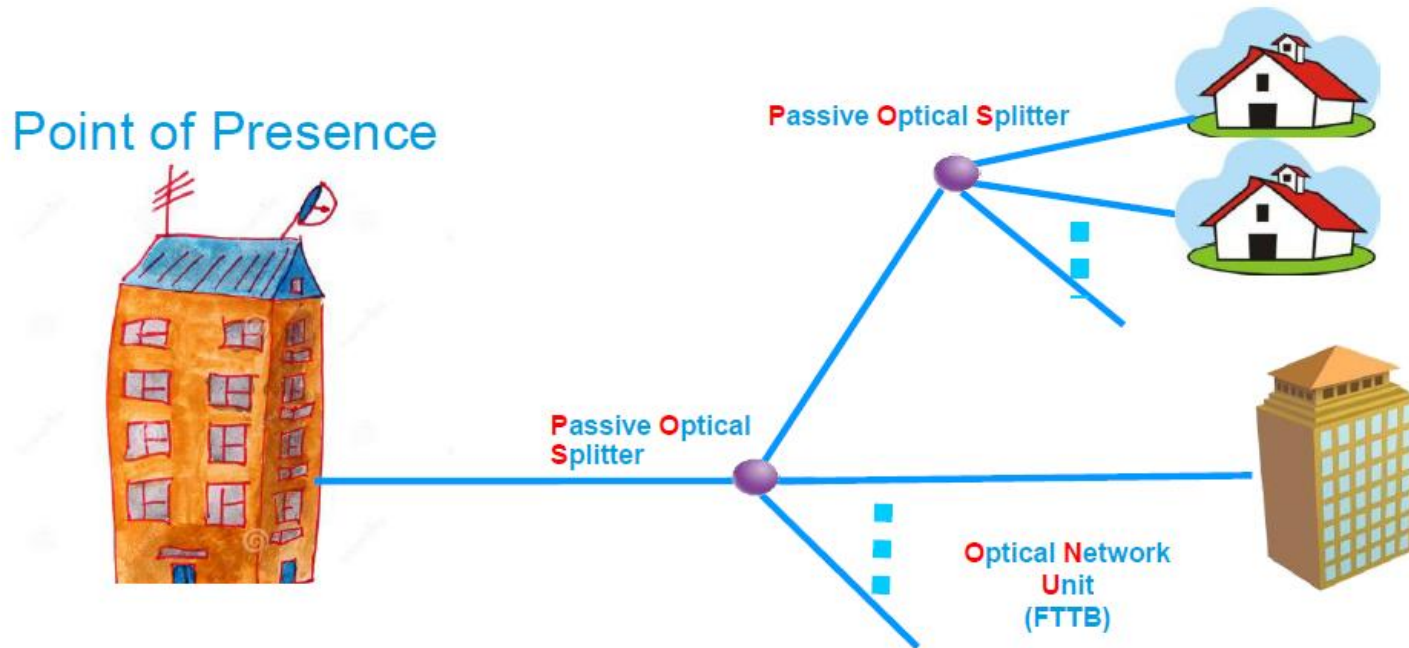 Point of Presence
Passive Optical Splitter
Passive Optical
Splitter
Optical Network
Unit
(FTTB)